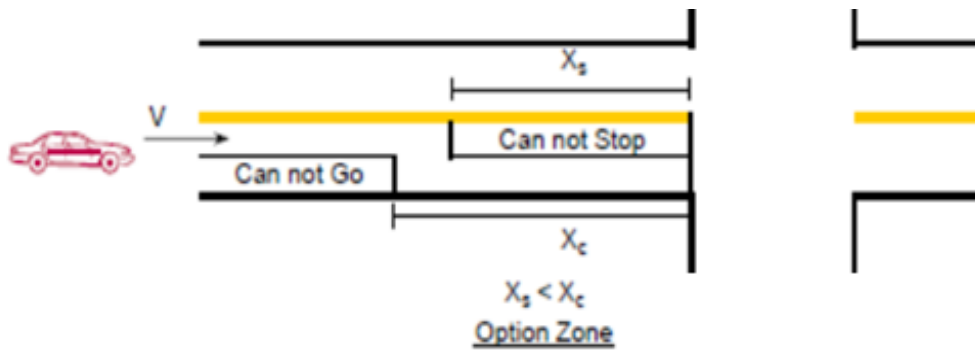 Xs
V
Can not Stop
Can not Go
Xc
Xs < Xc
Option Zone